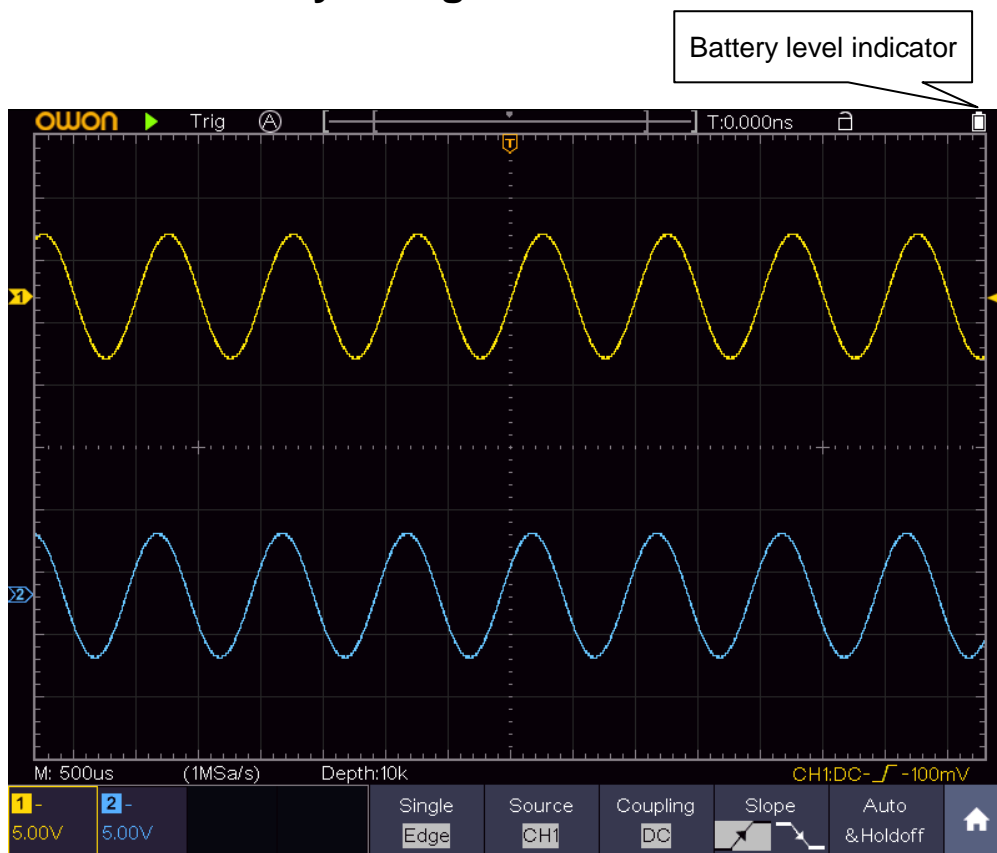 Battery level indicator
OWON Trig A T:0.000ns
T
1
2
M: 500us (1MSa/s) Depth:10k CH1:DC- -100mV
1 - 2 - Single Source Coupling Slope Auto
5.00V 5.00V Edge CH1 DC &Holdoff